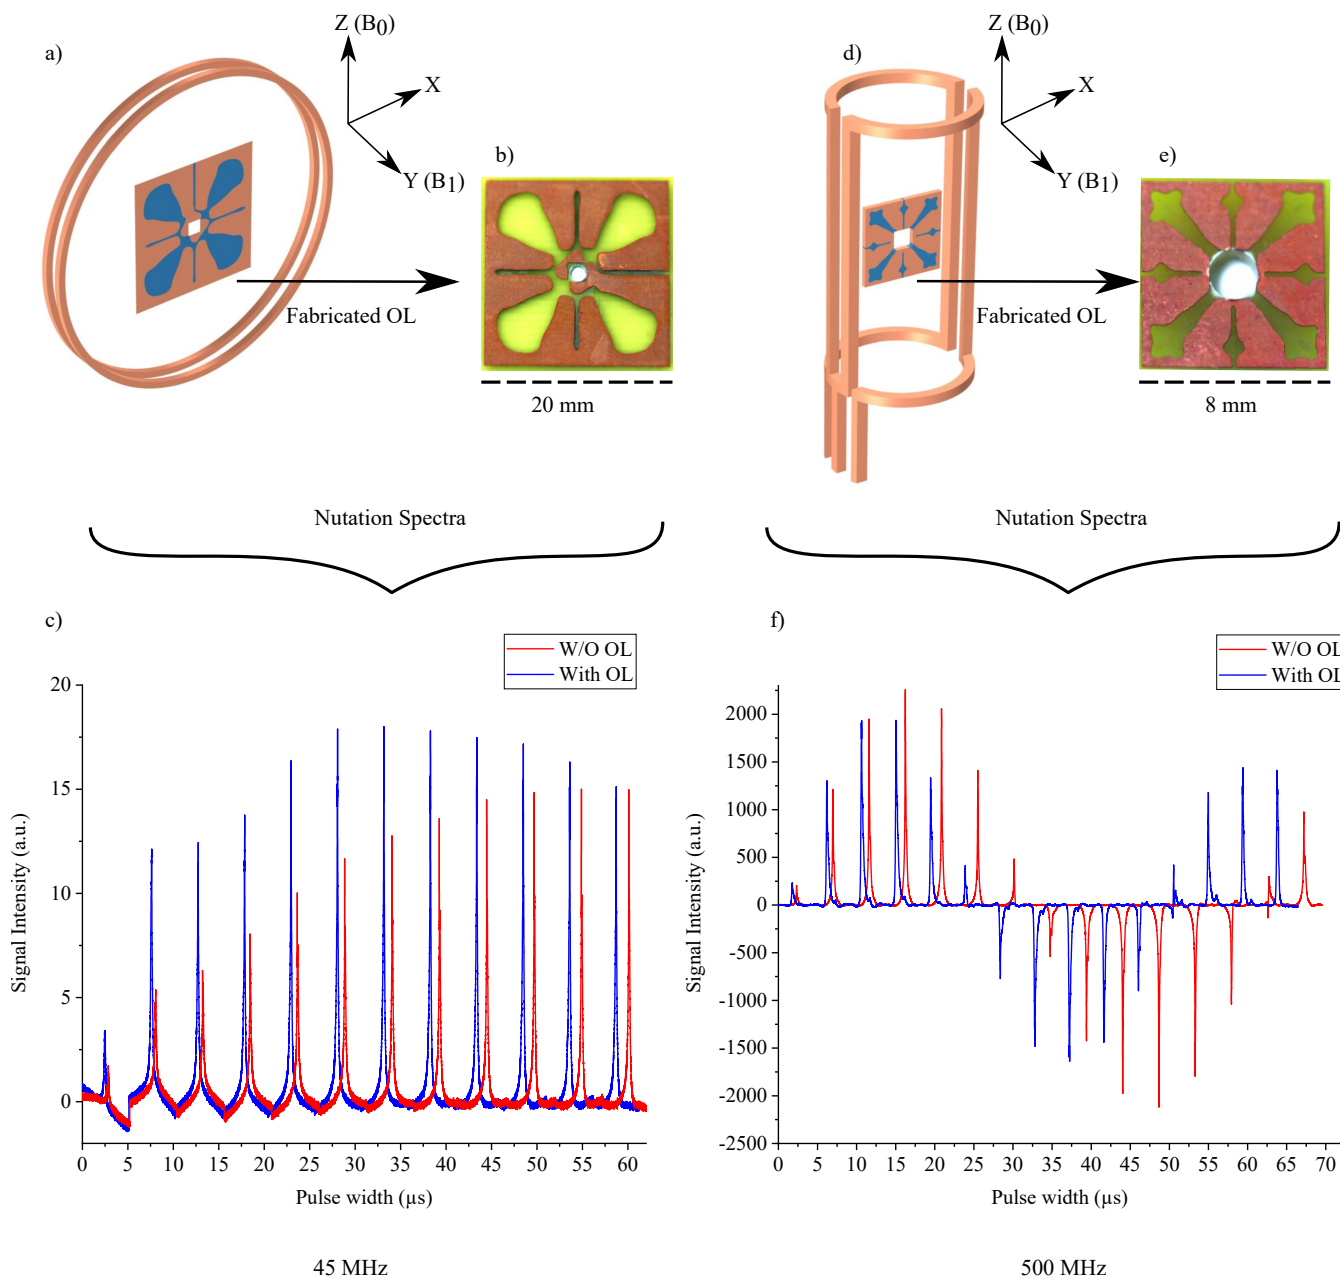 a)
Z (B0)
X
Y (B1)
b)
Fabricated OL
20 mm
d)
Z (B0)
X
Y (B1)
e)
Fabricated OL
8 mm
Nutation Spectra
Nutation Spectra
c)
W/O OL
With OL
20
15
10
5
0
Signal Intensity (a.u.)
0 5 10 15 20 25 30 35 40 45 50 55 60
Pulse width (µs)
45 MHz
f)
W/O OL
With OL
2000
1500
1000
500
0
-500
-1000
-1500
-2000
-2500
Signal Intensity (a.u.)
0 5 10 15 20 25 30 35 40 45 50 55 60 65 70
Pulse width (µs)
500 MHz